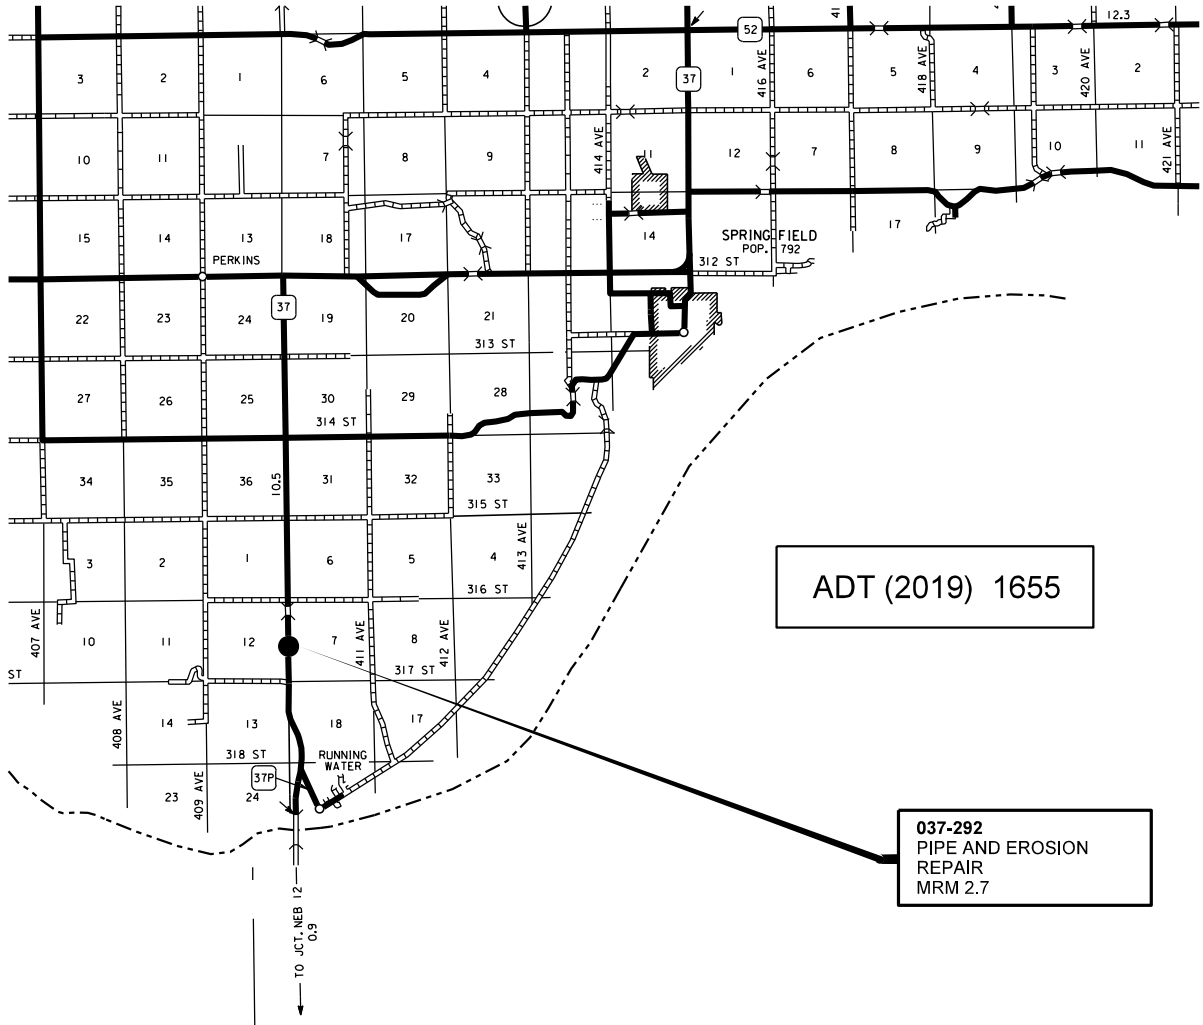 12.3
41
52
3 2 1 6 5 4 2 1 6 5 4 3 2
37
416 AVE
418 AVE
420 AVE
10 11 7 8 9 11 12 7 8 9 10 11
414 AVE
421 AVE
15 14 13 18 17 14 17
SPRINGFIELD
POP. 792
PERKINS
312 ST
37
22 23 24 19 20 21
313 ST
27 26 25 30 29 28
314 ST
34 35 36 31 32 33
10.5
315 ST
3 2 1 6 5 4
413 AVE
316 ST
ADT (2019) 1655
407 AVE
10 11 12 7 8
411 AVE
412 AVE
ST
317 ST
408 AVE
14 13 18 17
318 ST
RUNNING
WATER
37P
409 AVE
23 24
037-292
PIPE AND EROSION
REPAIR
MRM 2.7
TO JCT. NEB 12
0.9